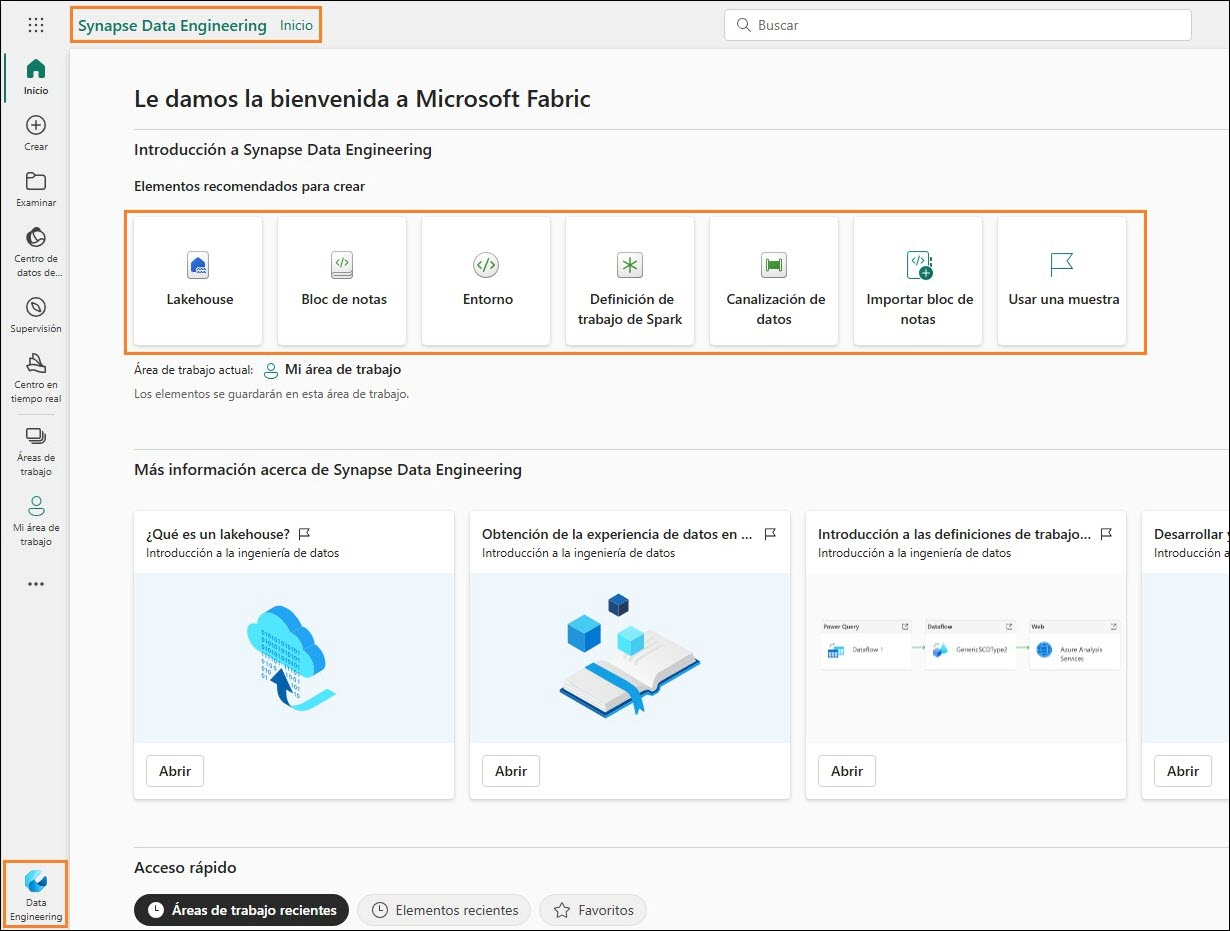 Synapse Data Engineering Inicio
Buscar
Inicio
Crear
Examinar
Centro de
datos de...
Supervisión
Centro en
tiempo real
Áreas de
trabajo
Mi área de
trabajo
Data
Engineering
Le damos la bienvenida a Microsoft Fabric
Introducción a Synapse Data Engineering
Elementos recomendados para crear
Lakehouse
Bloc de notas
Entorno
Definición de
trabajo de Spark
Canalización de
datos
Importar bloc de
notas
Usar una muestra
Área de trabajo actual: Mi área de trabajo
Los elementos se guardarán en esta área de trabajo.
Más información acerca de Synapse Data Engineering
¿Qué es un lakehouse?
Introducción a la ingeniería de datos
Abrir
Obtención de la experiencia de datos en ...
Introducción a la ingeniería de datos
Abrir
Introducción a las definiciones de trabajo...
Introducción a la ingeniería de datos
Power Query
Dataflow 1
Dataflow
GenericSCDType2
Web
Azure Analysis
Services
Abrir
Desarrollar
Introducción a
Abrir
Acceso rápido
Áreas de trabajo recientes
Elementos recientes
Favoritos